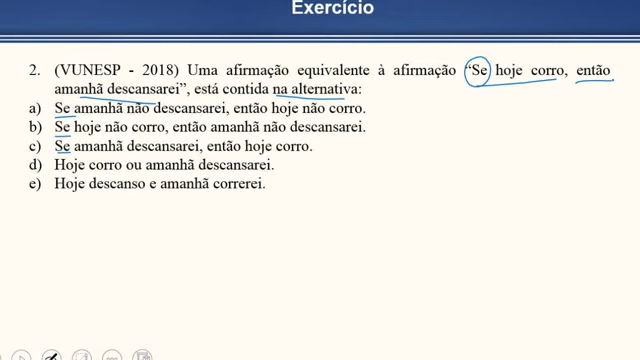 Exercício
2. (VUNESP - 2018) Uma afirmação equivalente à afirmação “Se hoje corro, então
amanhã descansarei”, está contida na alternativa:
a) Se amanhã não descansarei, então hoje não corro.
b) Se hoje não corro, então amanhã não descansarei.
c) Se amanhã descansarei, então hoje corro.
d) Hoje corro ou amanhã descansarei.
e) Hoje descanso e amanhã correrei.